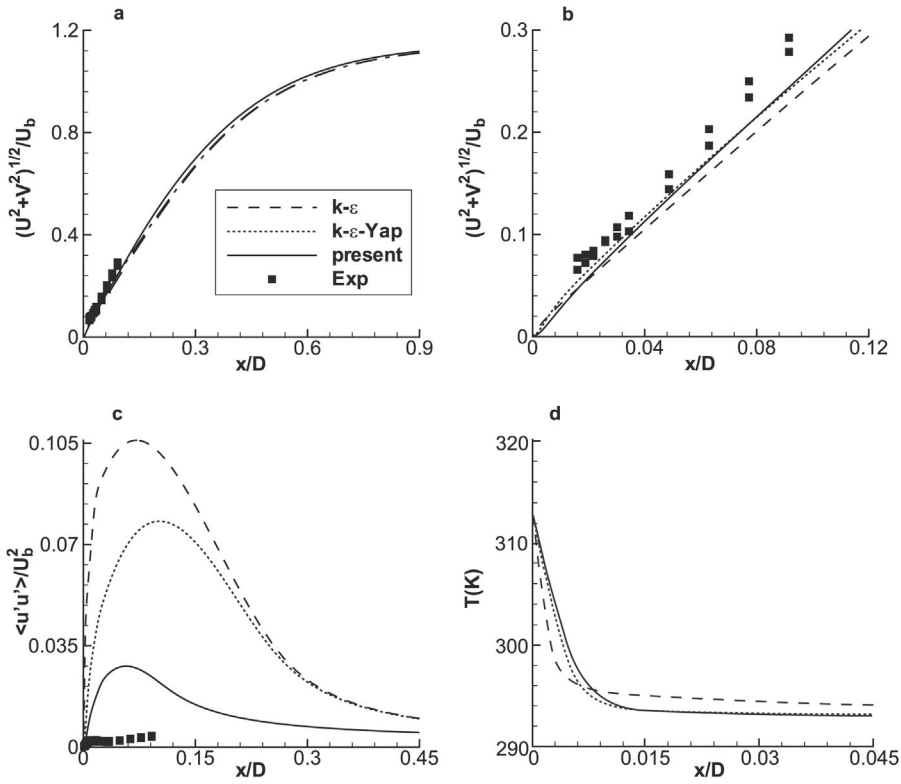 a
(U²+V²)^1/2/U_b
1.2
0.8
0.4
0
0 0.3 0.6 0.9
x/D
k-ε
k-ε-Yap
present
Exp
b
(U²+V²)^1/2/U_b
0.3
0.2
0.1
0
0 0.04 0.08 0.12
x/D
c
<u'u'>/U_b²
0.105
0.07
0.035
0
0 0.15 0.3 0.45
x/D
d
T(K)
320
310
300
290
0 0.015 0.03 0.045
x/D